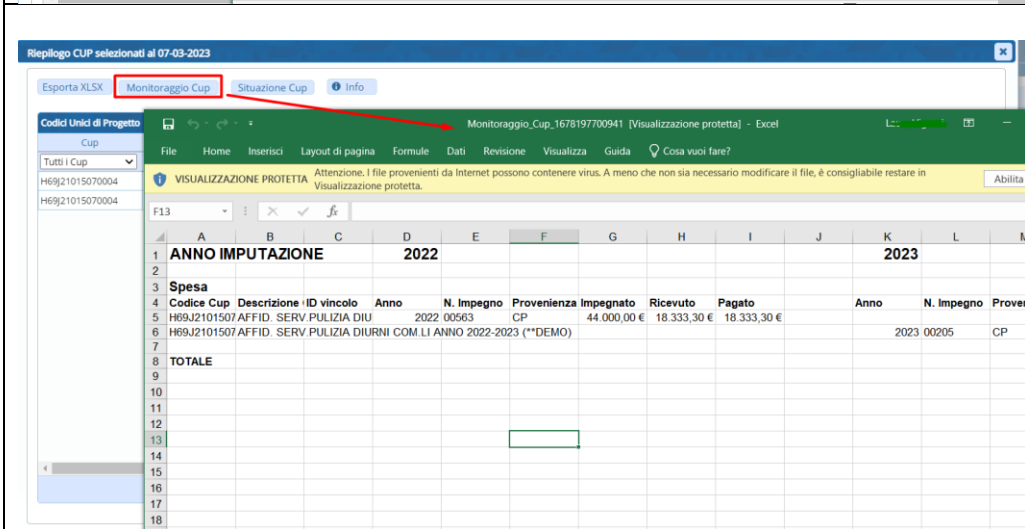 Riepilogo CUP selezionati al 07-03-2023
Esporta XLSX Monitoraggio Cup Situazione Cup Info
Codici Unici di Progetto
Cup
Tutti i Cup
H69J21015070004
H69J21015070004
Monitoraggio_Cup_1678197700941 [Visualizzazione protetta] - Excel
File Home Inserisci Layout di pagina Formule Dati Revisione Visualizza Guida Cosa vuoi fare?
VISUALIZZAZIONE PROTETTA Attenzione. I file provenienti da Internet possono contenere virus. A meno che non sia necessario modificare il file, è consigliabile restare in
Visualizzazione protetta.
Abilita
F13 fx
A B C D E F G H I J K L M
1 ANNO IMPUTAZIONE 2022 2023
2
3 Spesa
4 Codice Cup Descrizione ID vincolo Anno N. Impegno Provenienza Impegnato Ricevuto Pagato Anno N. Impegno Prover
5 H69J2101507 AFFID. SERV. PULIZIA DIU 2022 00563 CP 44.000,00 € 18.333,30 € 18.333,30 €
6 H69J2101507 AFFID. SERV. PULIZIA DIURNI COM.LI ANNO 2022-2023 (**DEMO) 2023 00205 CP
7
8 TOTALE
9
10
11
12
13
14
15
16
17
18